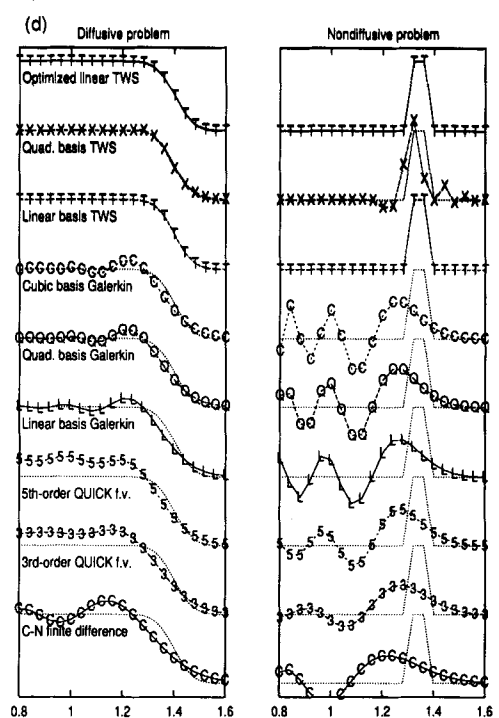 (d)
Diffusive problem
Nondiffusive problem
Optimized linear TWS
Quad. basis TWS
Linear basis TWS
Cubic basis Galerkin
Quad. basis Galerkin
Linear basis Galerkin
5th-order QUICK f.v.
3rd-order QUICK f.v.
C-N finite difference
0.8 1 1.2 1.4 1.6
0.8 1 1.2 1.4 1.6